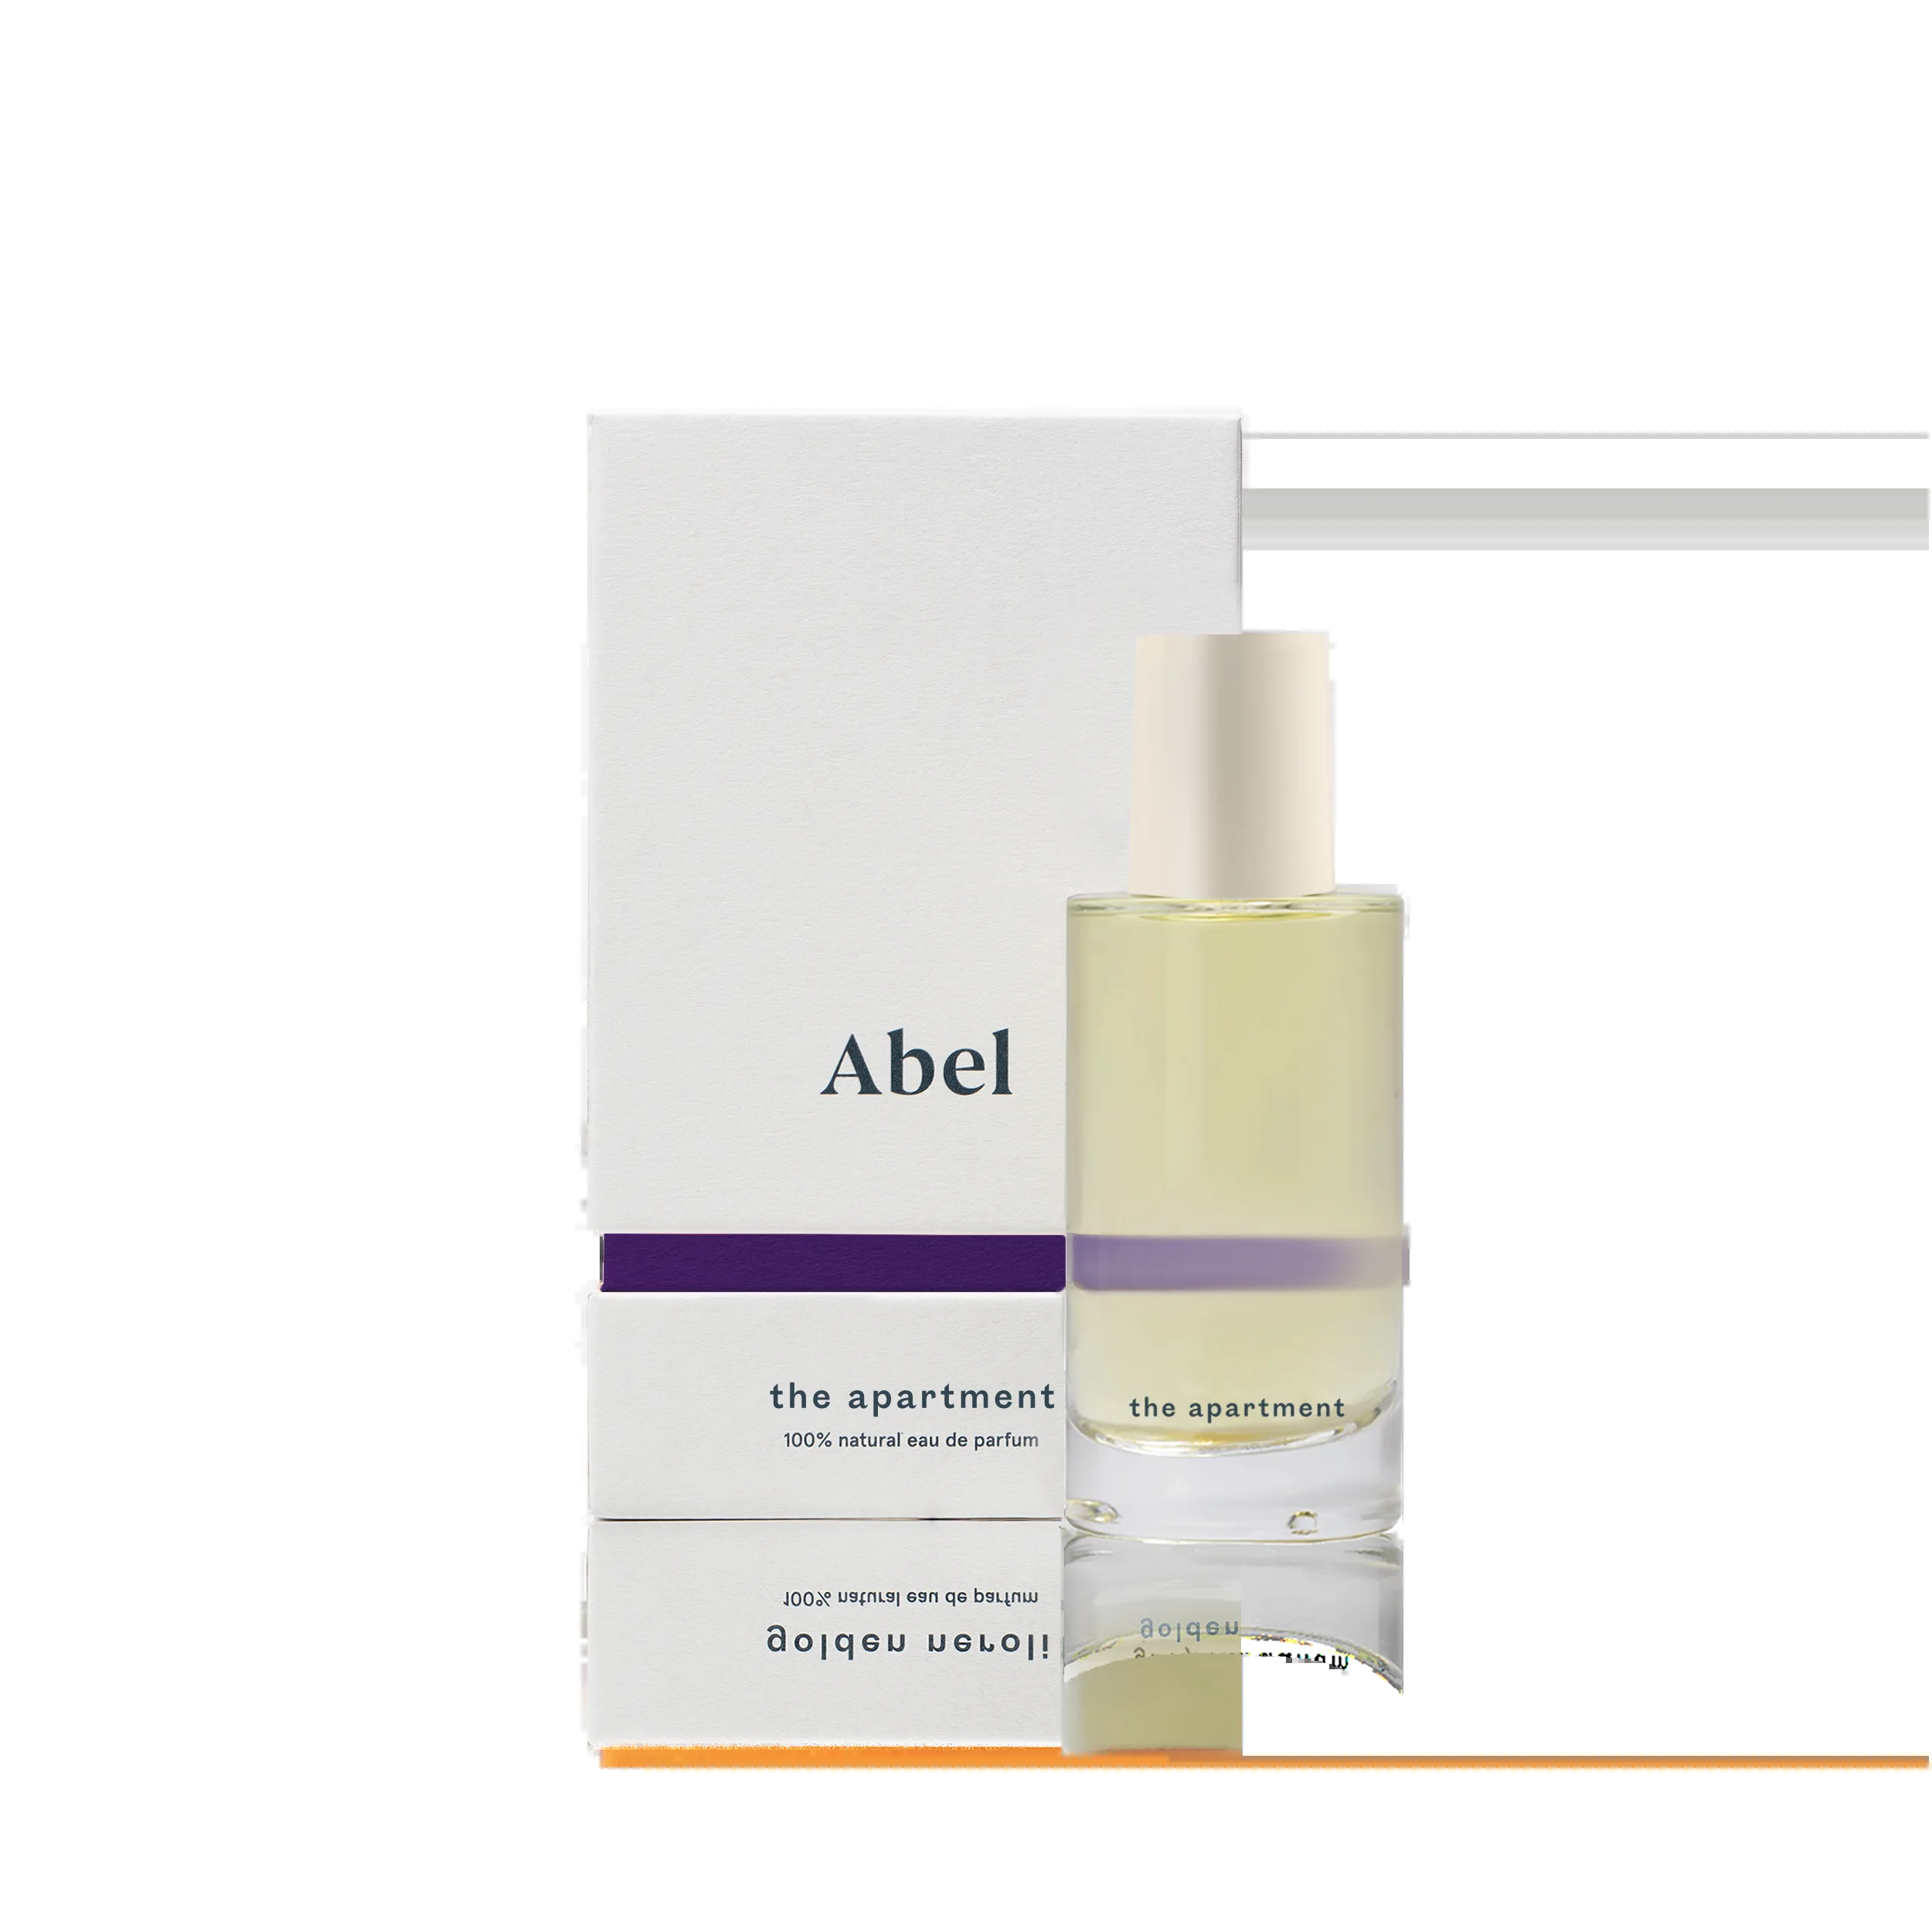 Abel
the apartment
100% natural eau de parfum
the apartment
100% natural eau de parfum
golden neroli
golden